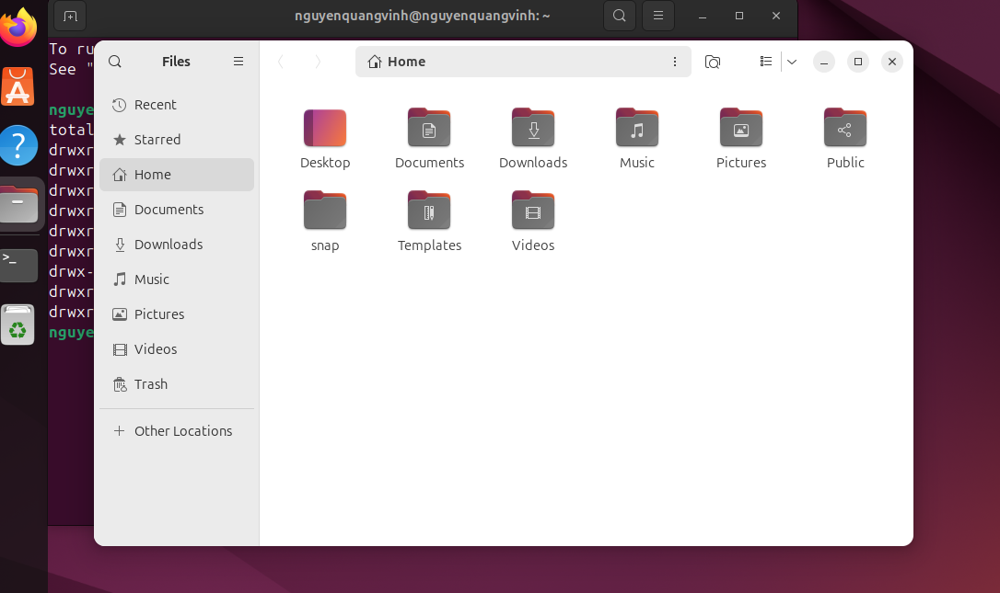 nguyenquangvinh@nguyenquangvinh: ~
To ru
See "
nguye
total
drwxr
drwxr
drwxr
drwxr
drwxr
drwxr
drwx-
drwxr
drwxr
nguye
Files
Home
Recent
Starred
Home
Documents
Downloads
Music
Pictures
Videos
Trash
Other Locations
Desktop
Documents
Downloads
Music
Pictures
Public
snap
Templates
Videos